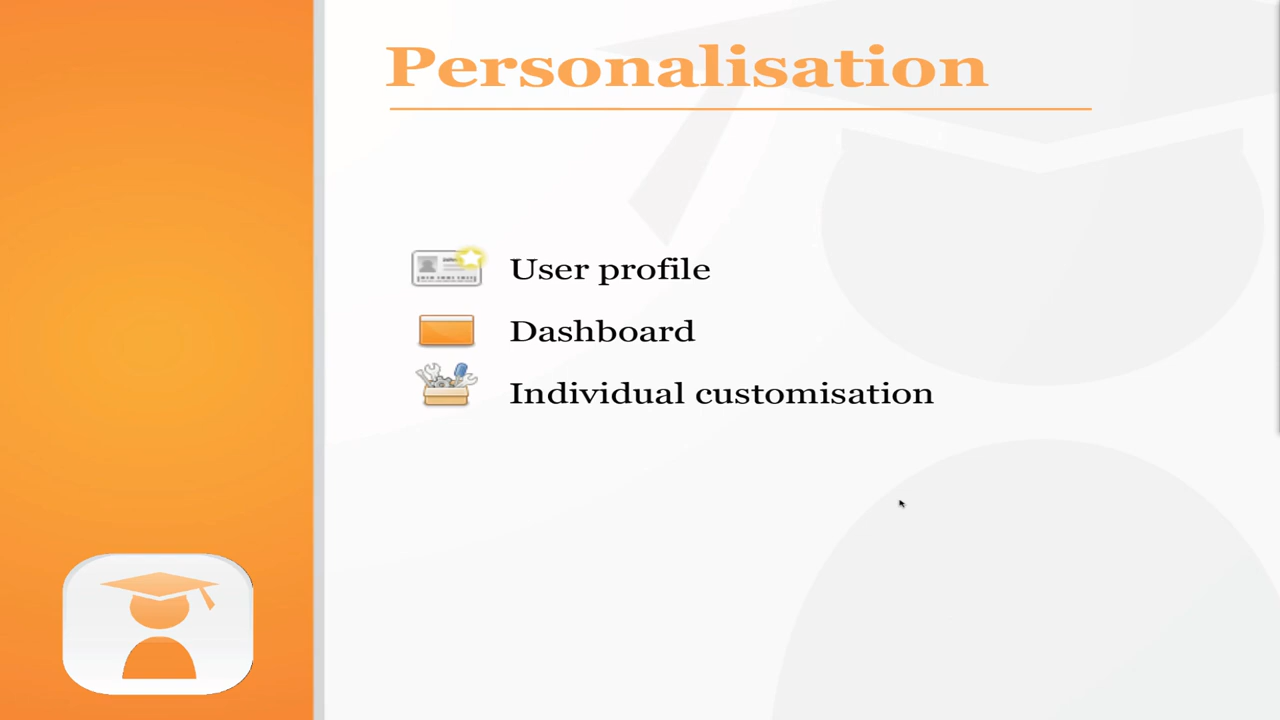 Personalisation
User profile
Dashboard
Individual customisation